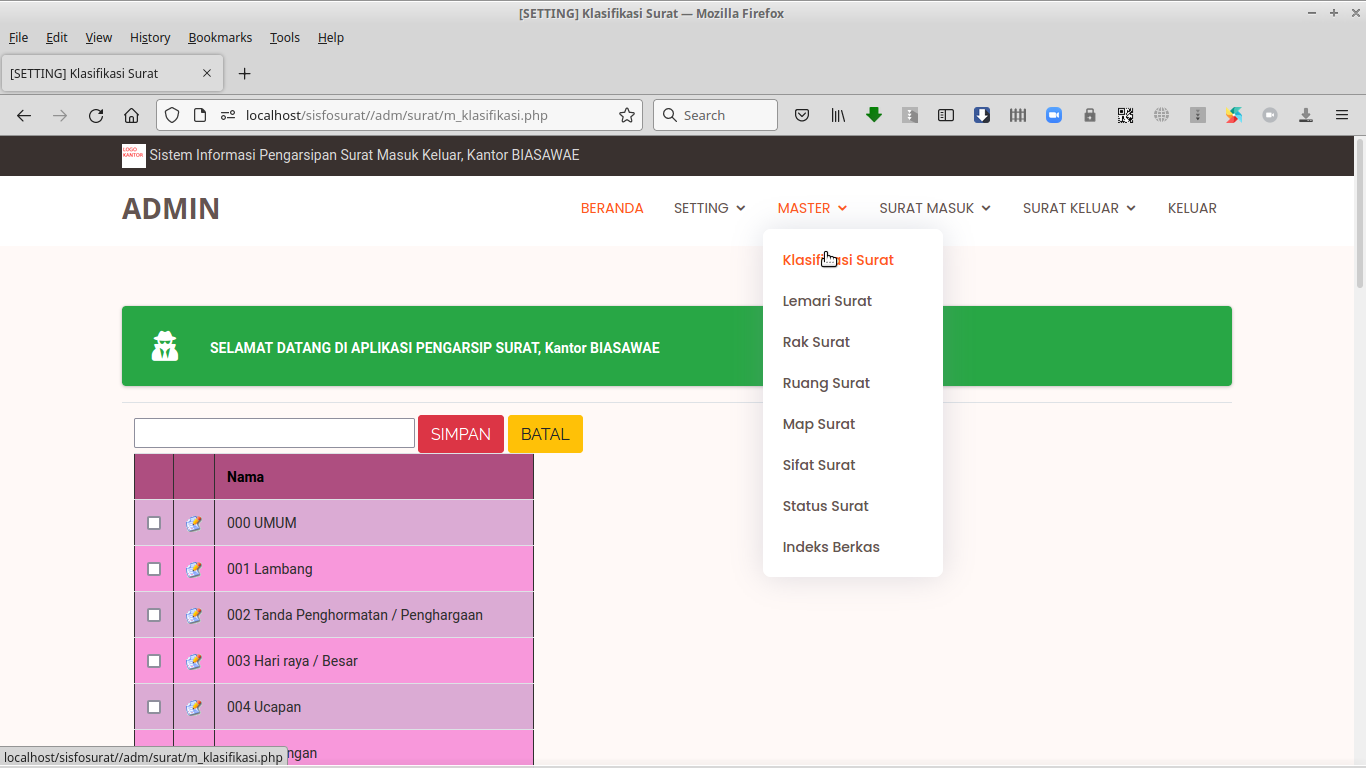 [SETTING] Klasifikasi Surat — Mozilla Firefox
File Edit View History Bookmarks Tools Help
[SETTING] Klasifikasi Surat
localhost/sisfosurat//adm/surat/m_klasifikasi.php
Search
LOGO
KANTOR
Sistem Informasi Pengarsipan Surat Masuk Keluar, Kantor BIASAWAE
ADMIN
BERANDA SETTING MASTER SURAT MASUK SURAT KELUAR KELUAR
Klasifikasi Surat
Lemari Surat
Rak Surat
Ruang Surat
Map Surat
Sifat Surat
Status Surat
Indeks Berkas
SELAMAT DATANG DI APLIKASI PENGARSIP SURAT, Kantor BIASAWAE
SIMPAN BATAL
Nama
000 UMUM
001 Lambang
002 Tanda Penghormatan / Penghargaan
003 Hari raya / Besar
004 Ucapan
ngan
localhost/sisfosurat//adm/surat/m_klasifikasi.php